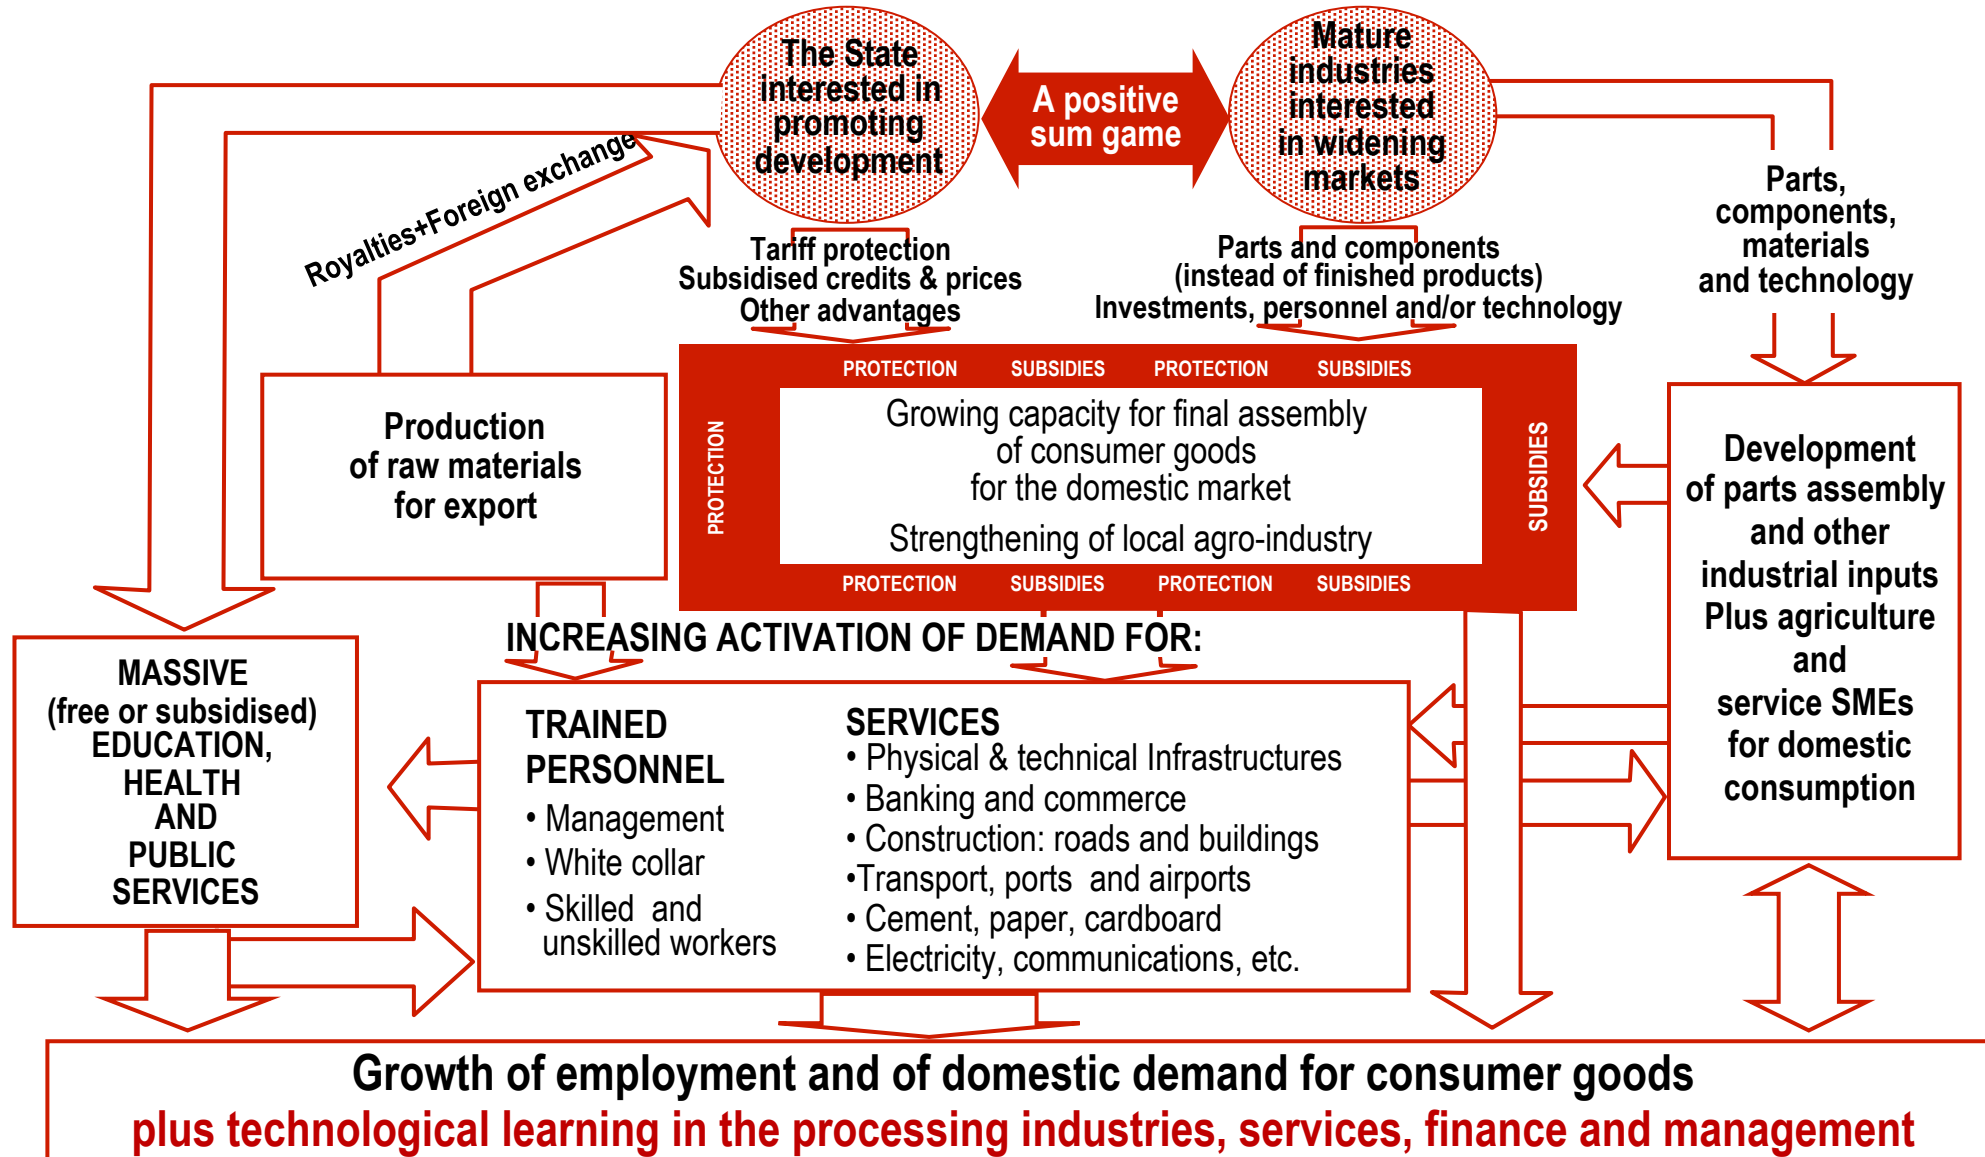 The State
interested in
promoting
development
A positive
sum game
Mature
industries
interested
in widening
markets
Royalties+Foreign exchange
Tariff protection
Subsidised credits & prices
Other advantages
Parts and components
(instead of finished products)
Investments, personnel and/or technology
Parts,
components,
materials
and technology
Production
of raw materials
for export
PROTECTION SUBSIDIES PROTECTION SUBSIDIES
PROTECTION
Growing capacity for final assembly
of consumer goods
for the domestic market
Strengthening of local agro-industry
SUBSIDIES
PROTECTION SUBSIDIES PROTECTION SUBSIDIES
Development
of parts assembly
and other
industrial inputs
Plus agriculture
and
service SMEs
for domestic
consumption
INCREASING ACTIVATION OF DEMAND FOR:
MASSIVE
(free or subsidised)
EDUCATION,
HEALTH
AND
PUBLIC
SERVICES
TRAINED
PERSONNEL
• Management
• White collar
• Skilled and
unskilled workers
SERVICES
• Physical & technical Infrastructures
• Banking and commerce
• Construction: roads and buildings
•Transport, ports and airports
• Cement, paper, cardboard
• Electricity, communications, etc.
Growth of employment and of domestic demand for consumer goods
plus technological learning in the processing industries, services, finance and management